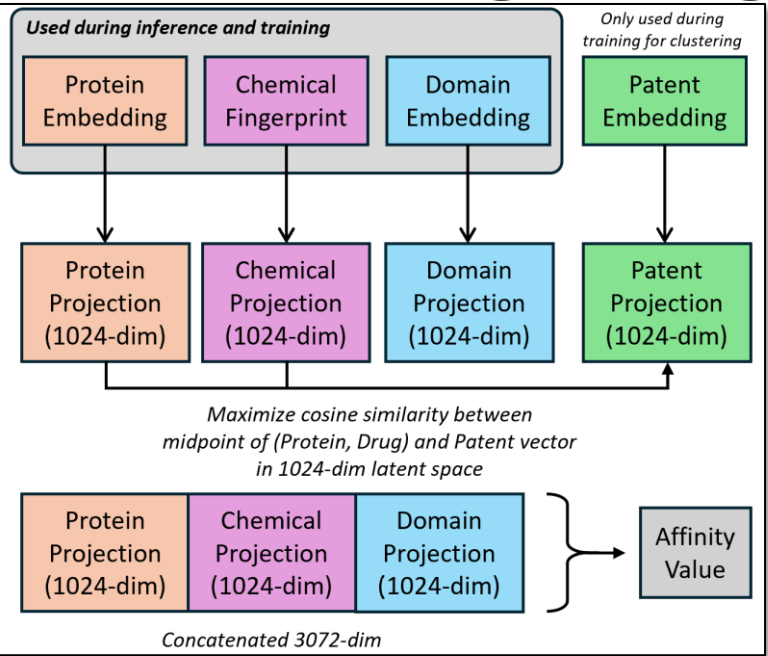 Used during inference and training
Only used during
training for clustering
Protein
Embedding
Chemical
Fingerprint
Domain
Embedding
Patent
Embedding
Protein
Projection
(1024-dim)
Chemical
Projection
(1024-dim)
Domain
Projection
(1024-dim)
Patent
Projection
(1024-dim)
Maximize cosine similarity between
midpoint of (Protein, Drug) and Patent vector
in 1024-dim latent space
Protein
Projection
(1024-dim)
Chemical
Projection
(1024-dim)
Domain
Projection
(1024-dim)
Affinity
Value
Concatenated 3072-dim